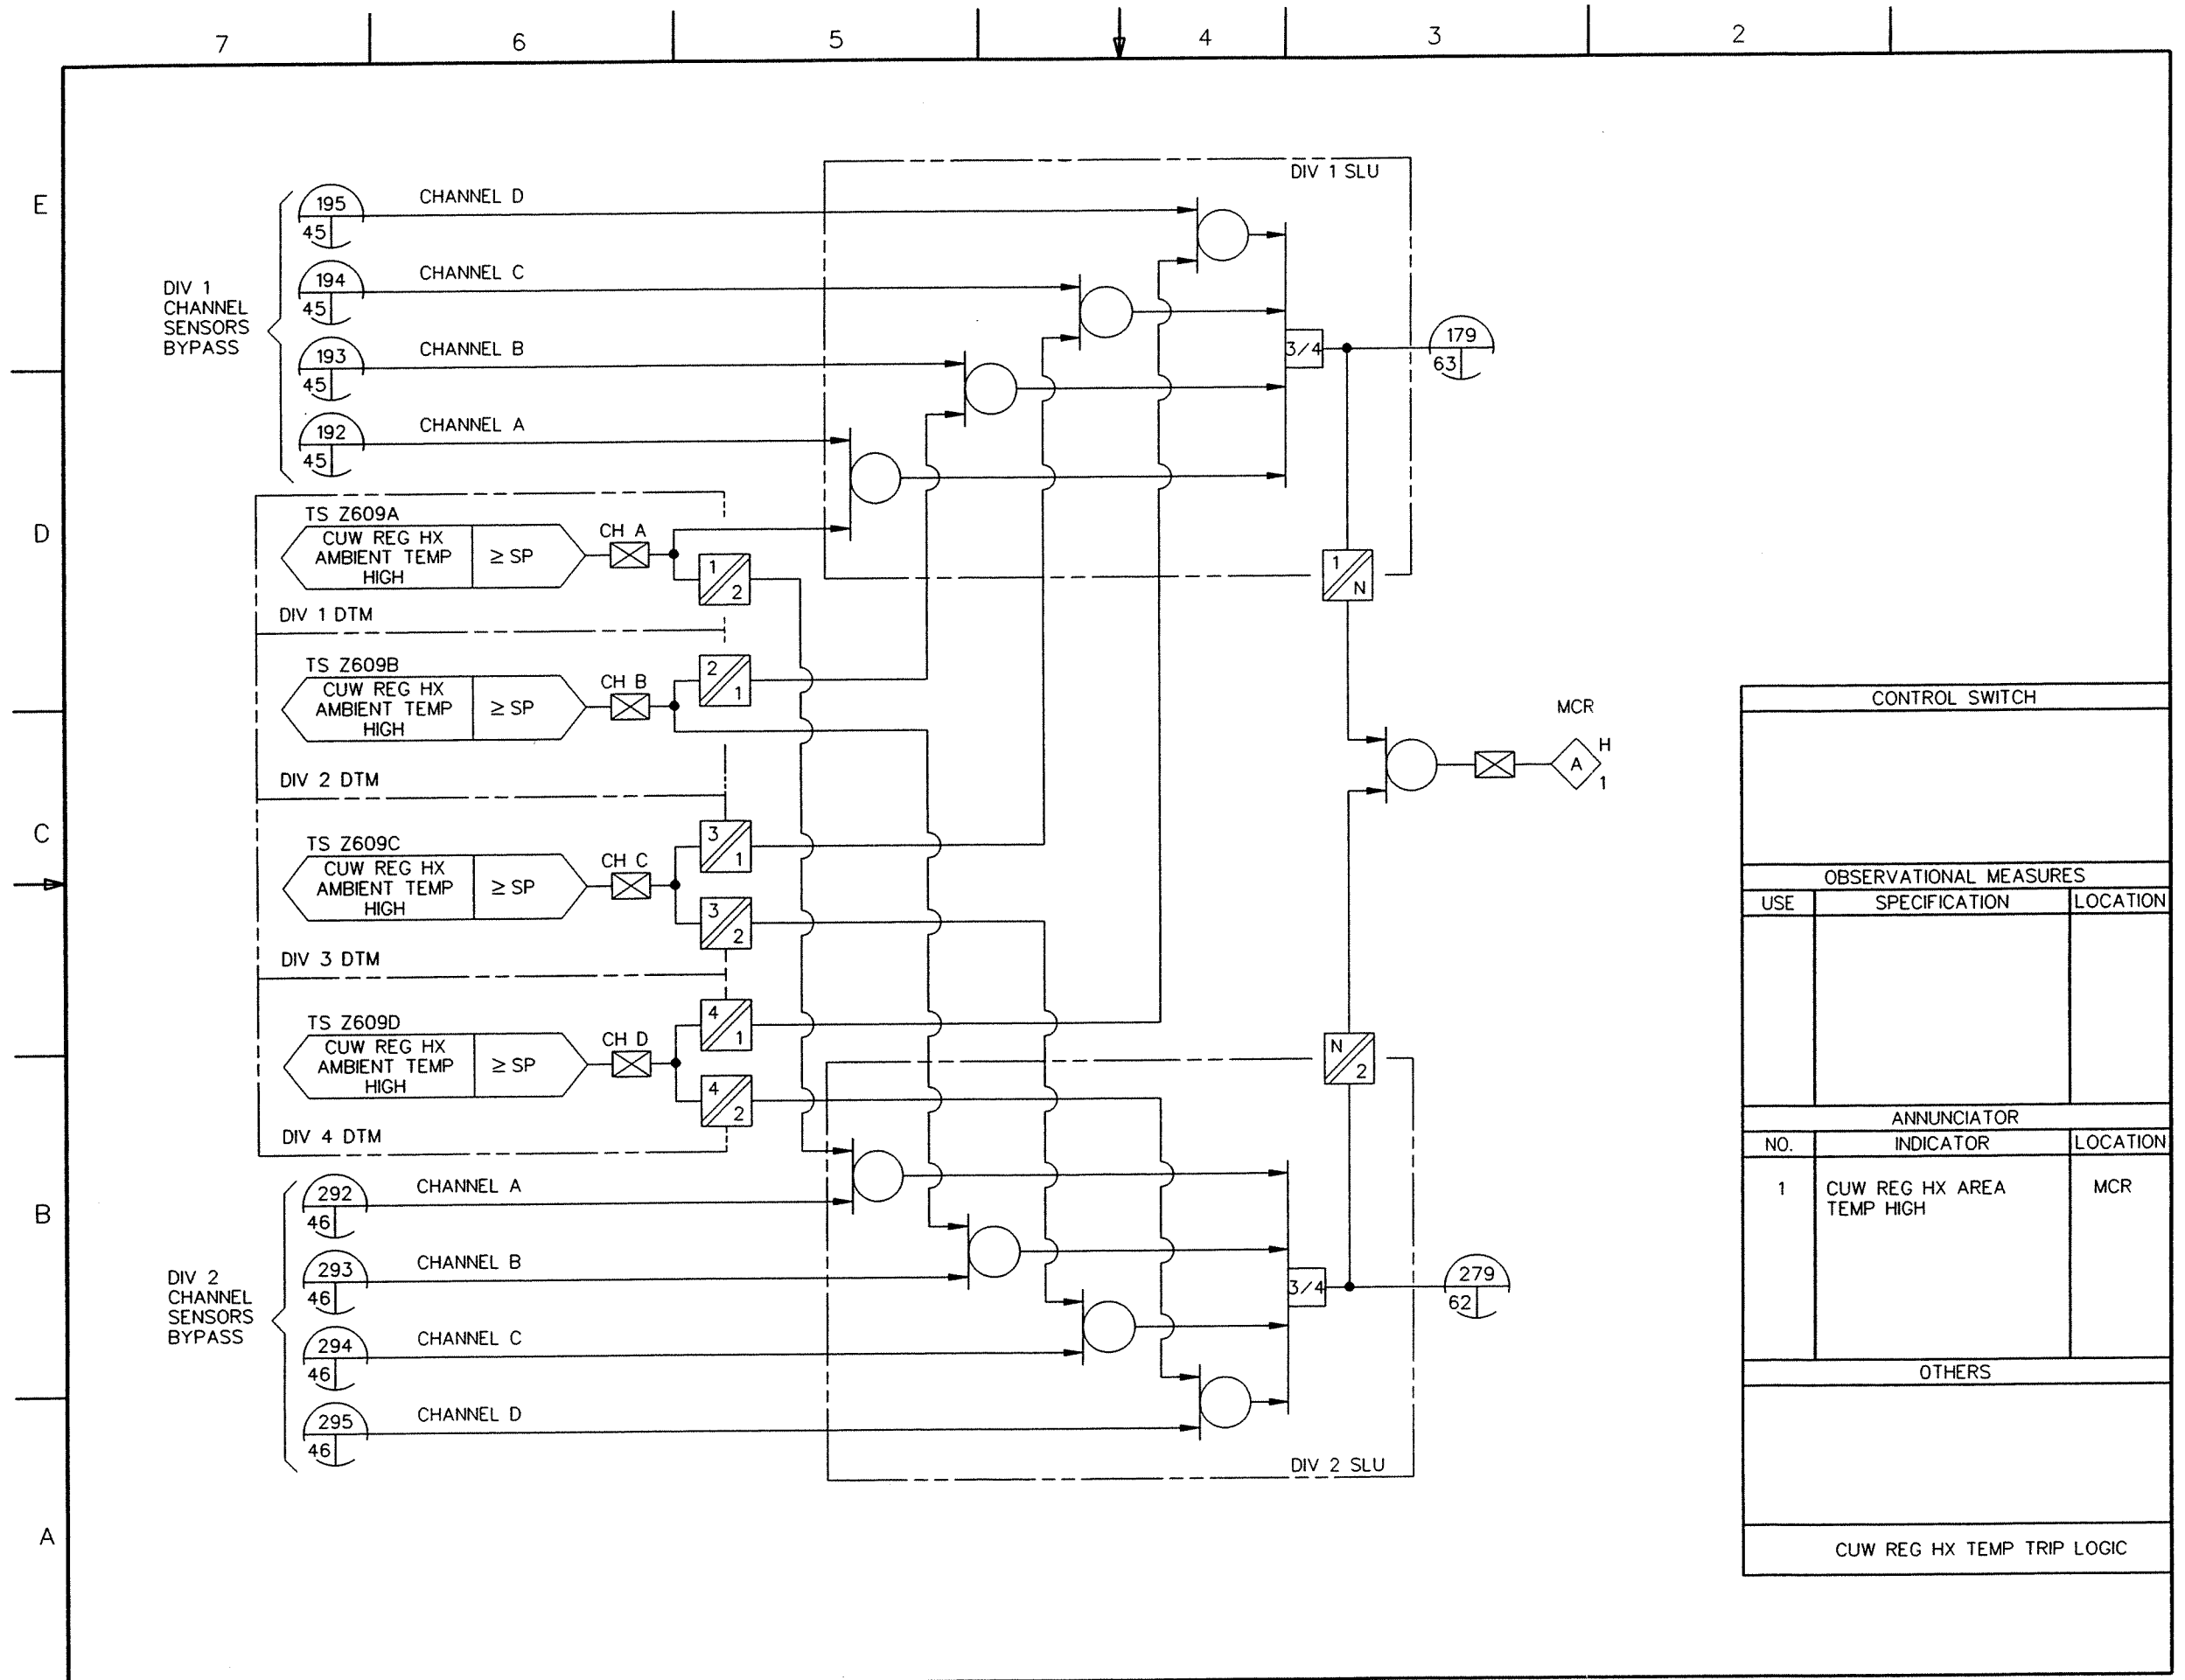 7
6
5
4
3
2
E
D
C
B
A
DIV 1 SLU
195
45
CHANNEL D
194
45
CHANNEL C
193
45
CHANNEL B
192
45
CHANNEL A
DIV 1
CHANNEL
SENSORS
BYPASS
3/4
179
63
TS Z609A
CUW REG HX
AMBIENT TEMP
HIGH
≥ SP
CH A
1
2
DIV 1 DTM
1
N
TS Z609B
CUW REG HX
AMBIENT TEMP
HIGH
≥ SP
CH B
2
1
DIV 2 DTM
MCR
A
H
1
TS Z609C
CUW REG HX
AMBIENT TEMP
HIGH
≥ SP
CH C
3
1
3
2
DIV 3 DTM
TS Z609D
CUW REG HX
AMBIENT TEMP
HIGH
≥ SP
CH D
4
1
4
2
DIV 4 DTM
N
2
292
46
CHANNEL A
293
46
CHANNEL B
294
46
CHANNEL C
295
46
CHANNEL D
DIV 2
CHANNEL
SENSORS
BYPASS
3/4
279
62
DIV 2 SLU
CONTROL SWITCH
OBSERVATIONAL MEASURES
USE SPECIFICATION LOCATION
ANNUNCIATOR
NO. INDICATOR LOCATION
1 CUW REG HX AREA MCR
TEMP HIGH
OTHERS
CUW REG HX TEMP TRIP LOGIC